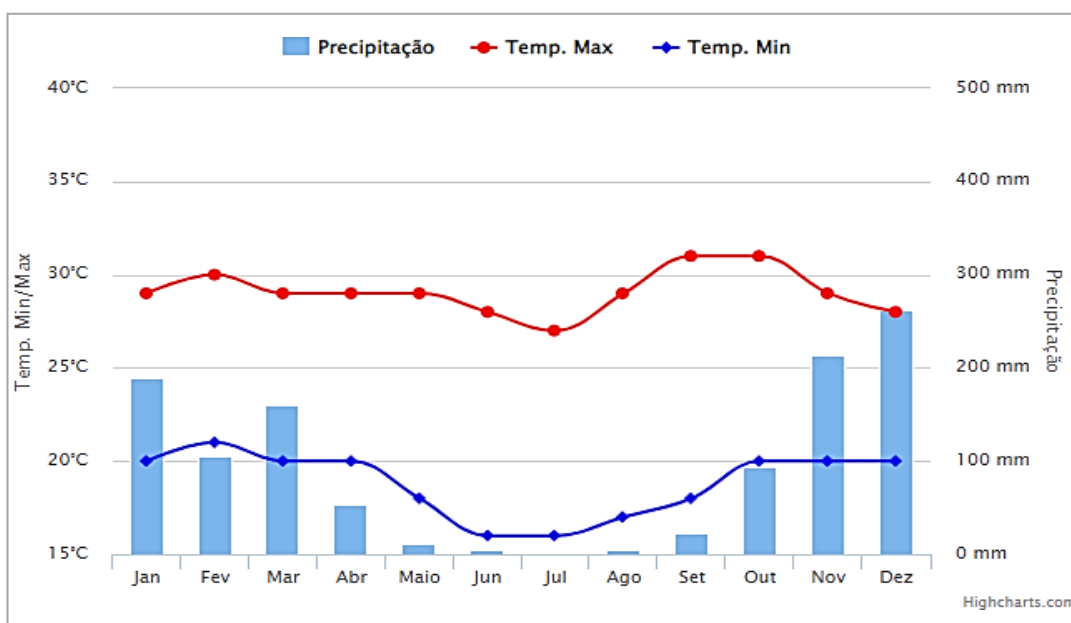 Precipitação Temp. Max Temp. Min
40°C 500 mm
35°C 400 mm
30°C 300 mm
25°C 200 mm
20°C 100 mm
15°C 0 mm
Temp. Min/Max
Precipitação
Jan Fev Mar Abr Maio Jun Jul Ago Set Out Nov Dez
Highcharts.com